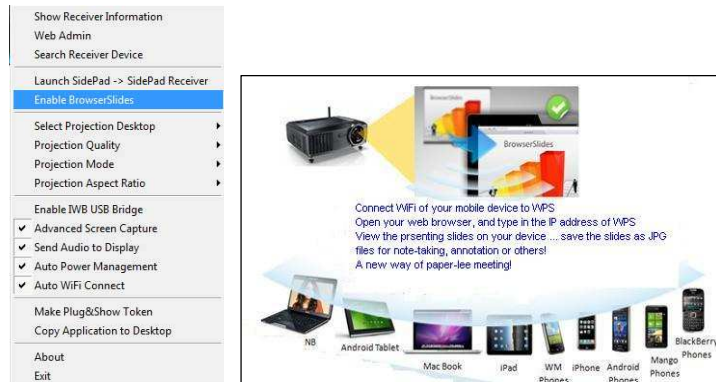 Show Receiver Information
Web Admin
Search Receiver Device
Launch SidePad -> SidePad Receiver
Enable BrowserSlides
Select Projection Desktop
Projection Quality
Projection Mode
Projection Aspect Ratio
Enable IWB USB Bridge
Advanced Screen Capture
Send Audio to Display
Auto Power Management
Auto WiFi Connect
Make Plug&Show Token
Copy Application to Desktop
About
Exit
BrowserSlides
BrowserSlides
Connect WiFi of your mobile device to WPS
Open your web browser, and type in the IP address of WPS
View the prsenting slides on your device ... save the slides as JPG
files for note-taking, annotation or others!
A new way of paper-lee meeting!
NB
Android Tablet
Mac Book
iPad
WM
Phones
iPhone
Android
Phones
Mango
Phones
BlackBerry
Phones